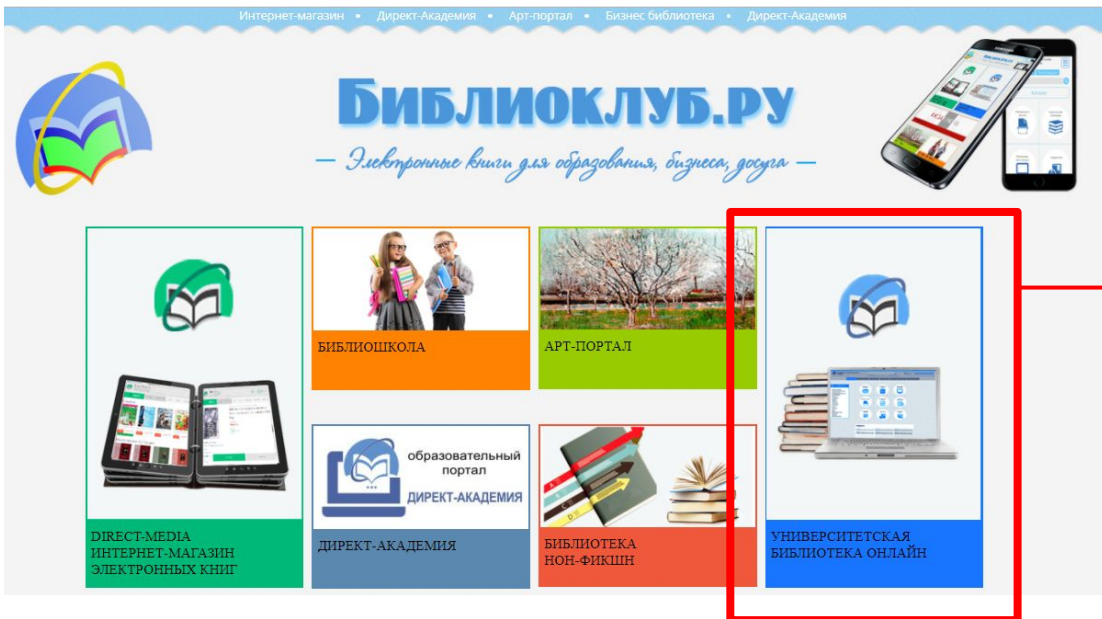 Интернет-магазин • Директ-Академия • Арт-портал • Бизнес библиотека • Директ-Академия
Библиоклуб.ру
— Электронные книги для образования, бизнеса, досуга —
DIRECT-MEDIA
ИНТЕРНЕТ-МАГАЗИН
ЭЛЕКТРОННЫХ КНИГ
БИБЛИОШКОЛА
АРТ-ПОРТАЛ
образовательный
портал
ДИРЕКТ-АКАДЕМИЯ
ДИРЕКТ-АКАДЕМИЯ
БИБЛИОТЕКА
НОН-ФИКШН
УНИВЕРСИТЕТСКАЯ
БИБЛИОТЕКА ОНЛАЙН